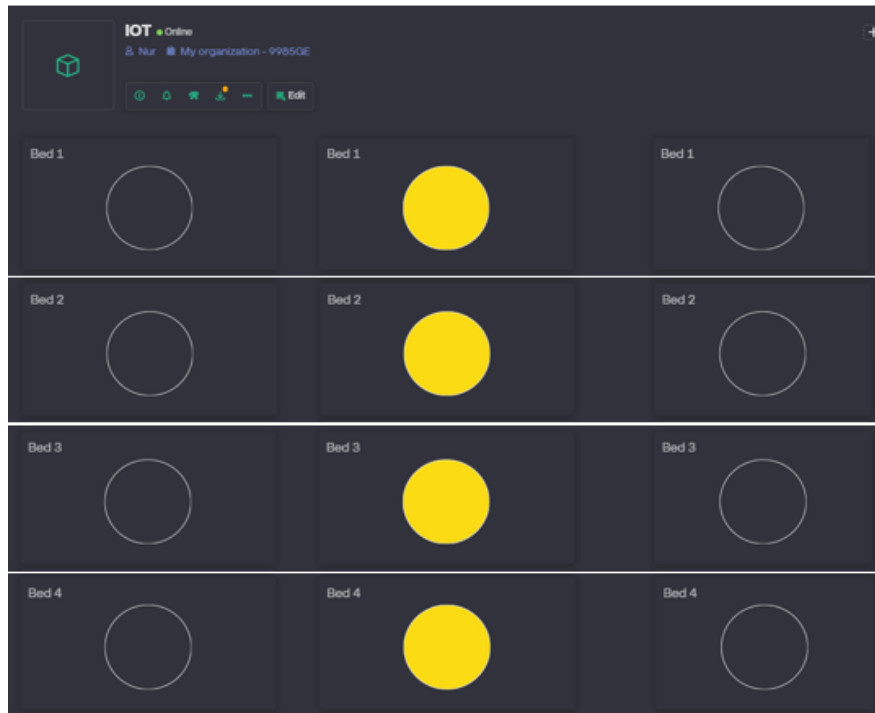 IOT Online
Nur My organization - 9985GE
Edit
Bed 1 Bed 1 Bed 1
Bed 2 Bed 2 Bed 2
Bed 3 Bed 3 Bed 3
Bed 4 Bed 4 Bed 4